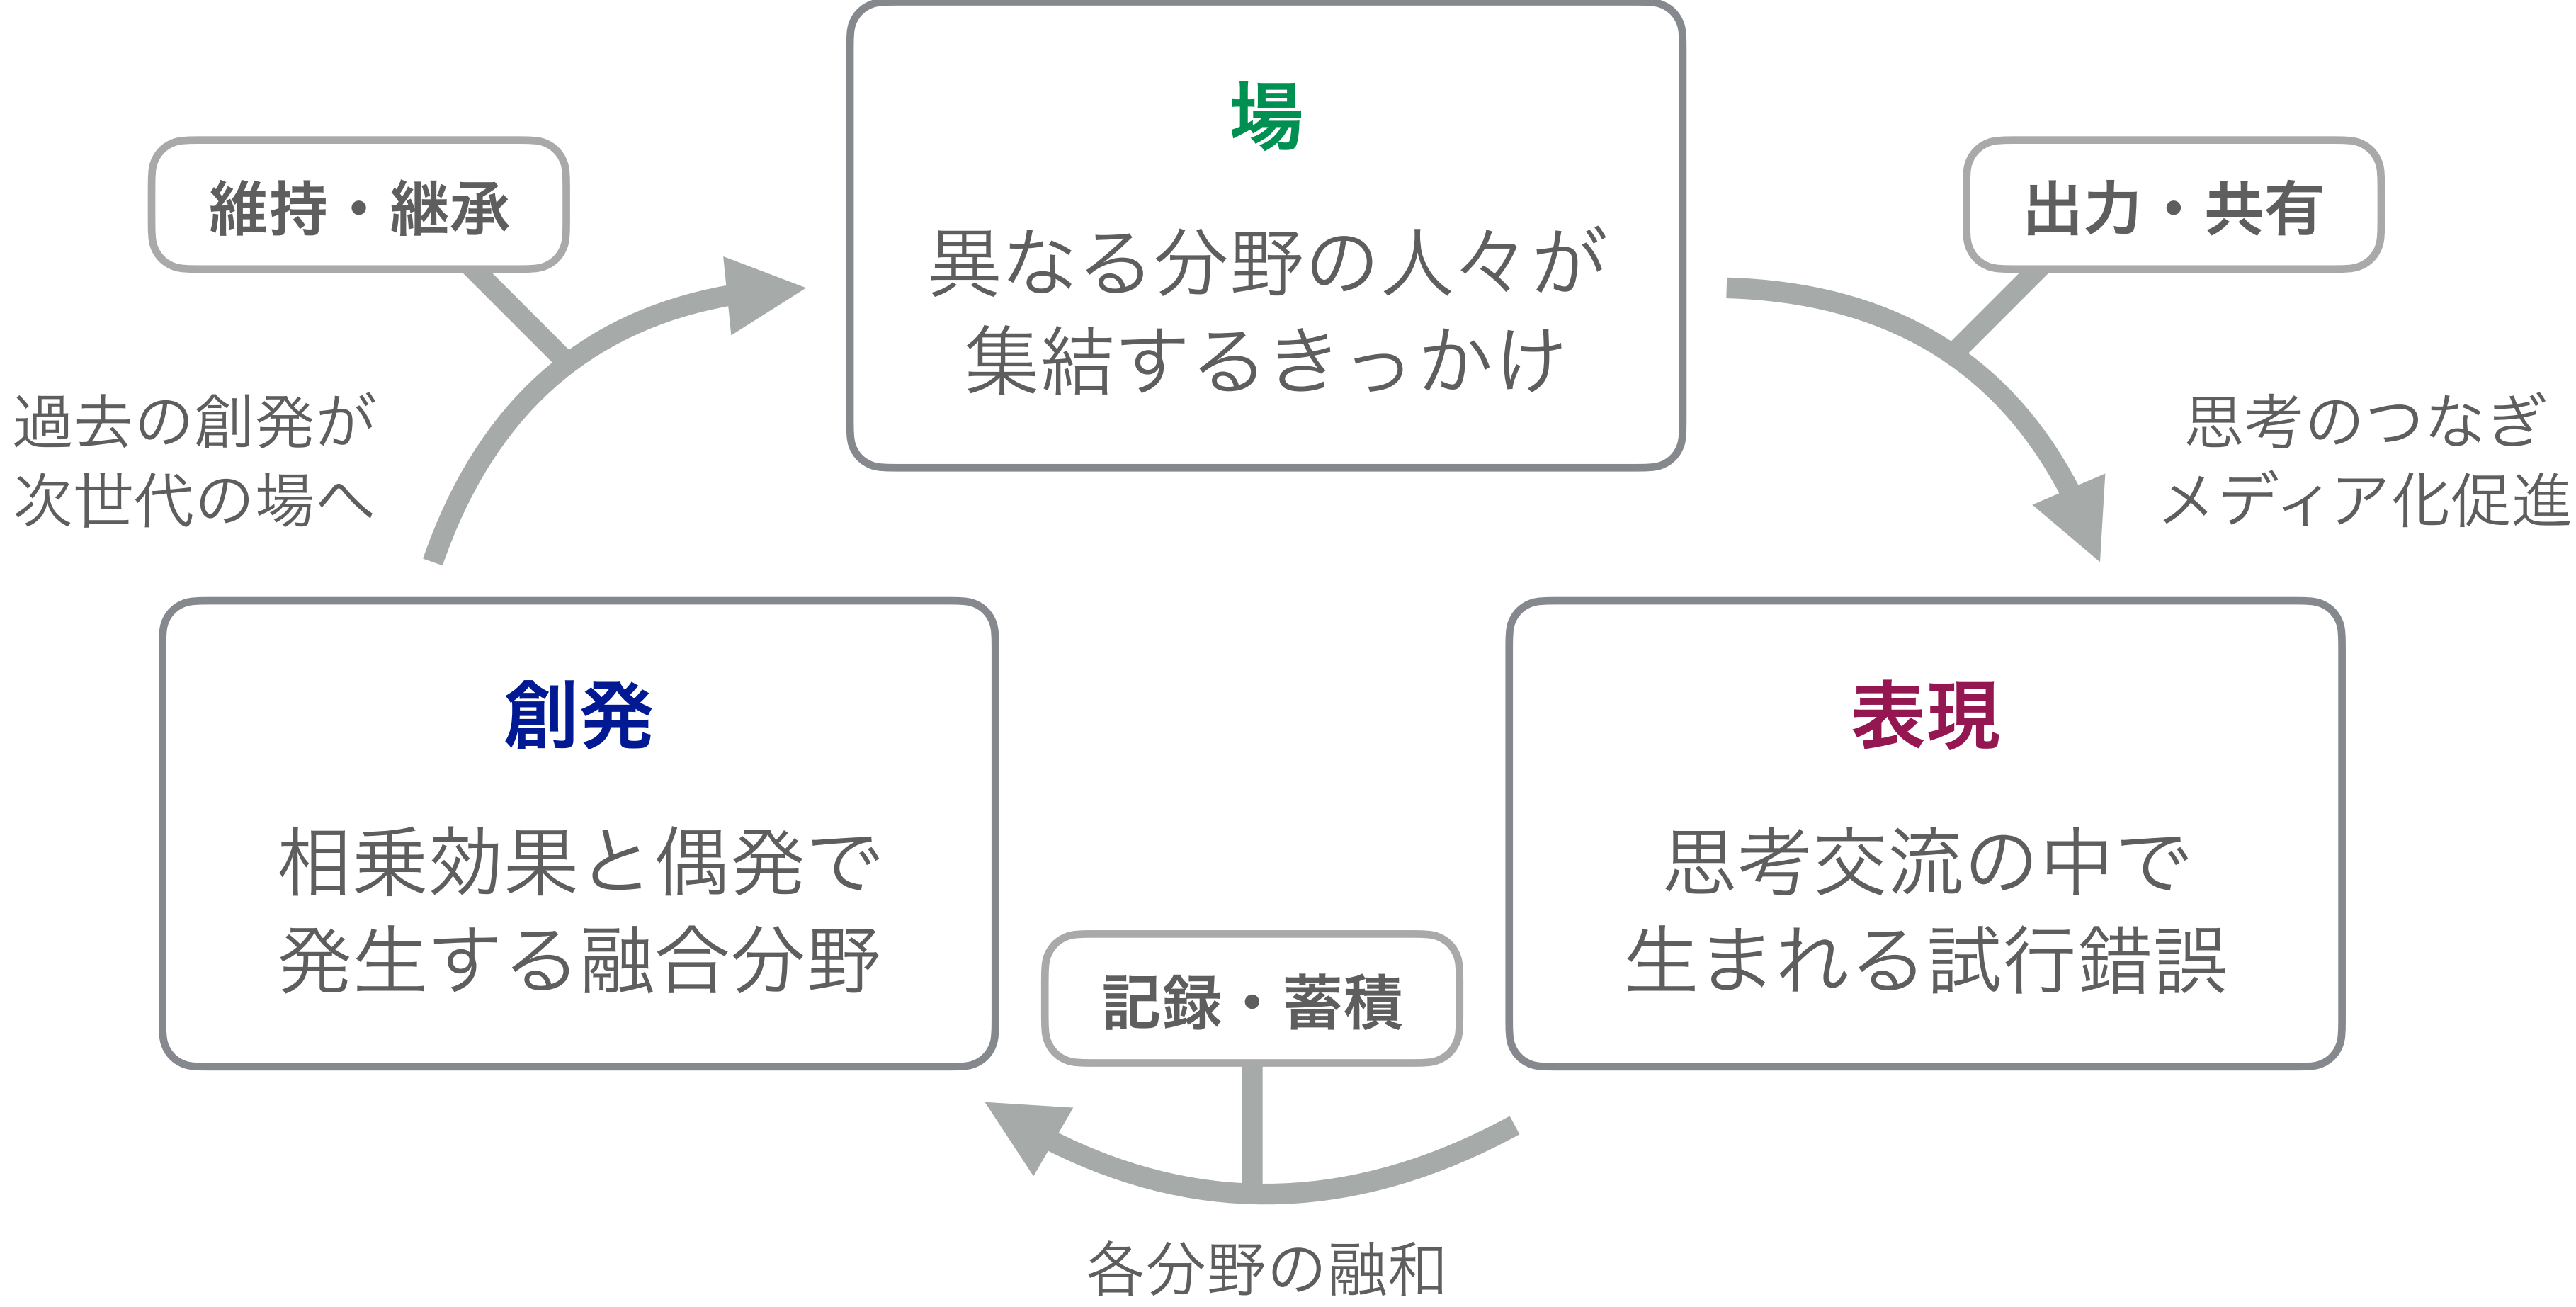 場
異なる分野の人々が
集結するきっかけ
維持・継承
過去の創発が
次世代の場へ
出力・共有
思考のつなぎ
メディア化促進
創発
相乗効果と偶発で
発生する融合分野
表現
思考交流の中で
生まれる試行錯誤
記録・蓄積
各分野の融和